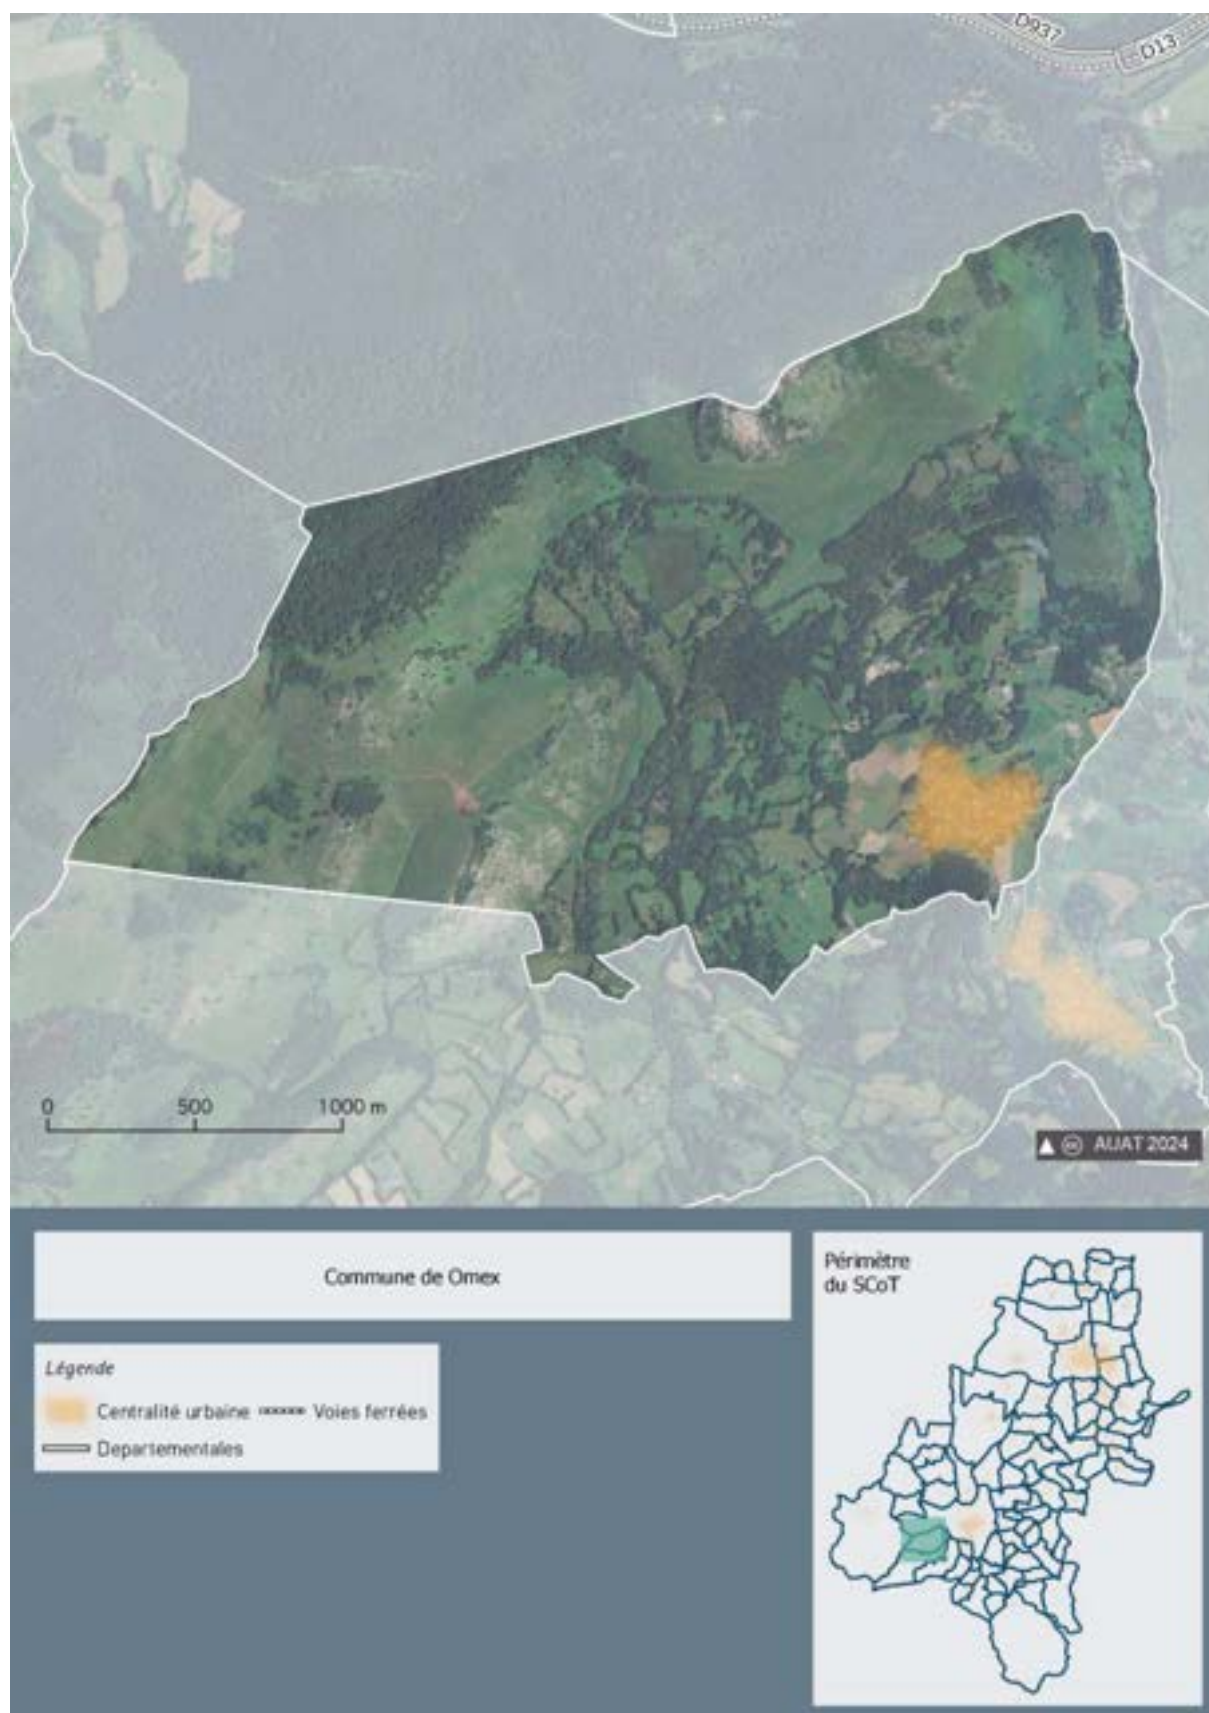 D937
D13
0 500 1000 m
AUAT 2024
Commune de Omex
Périmètre
du SCoT
Légende
Centralité urbaine Voies ferrées
Departementales